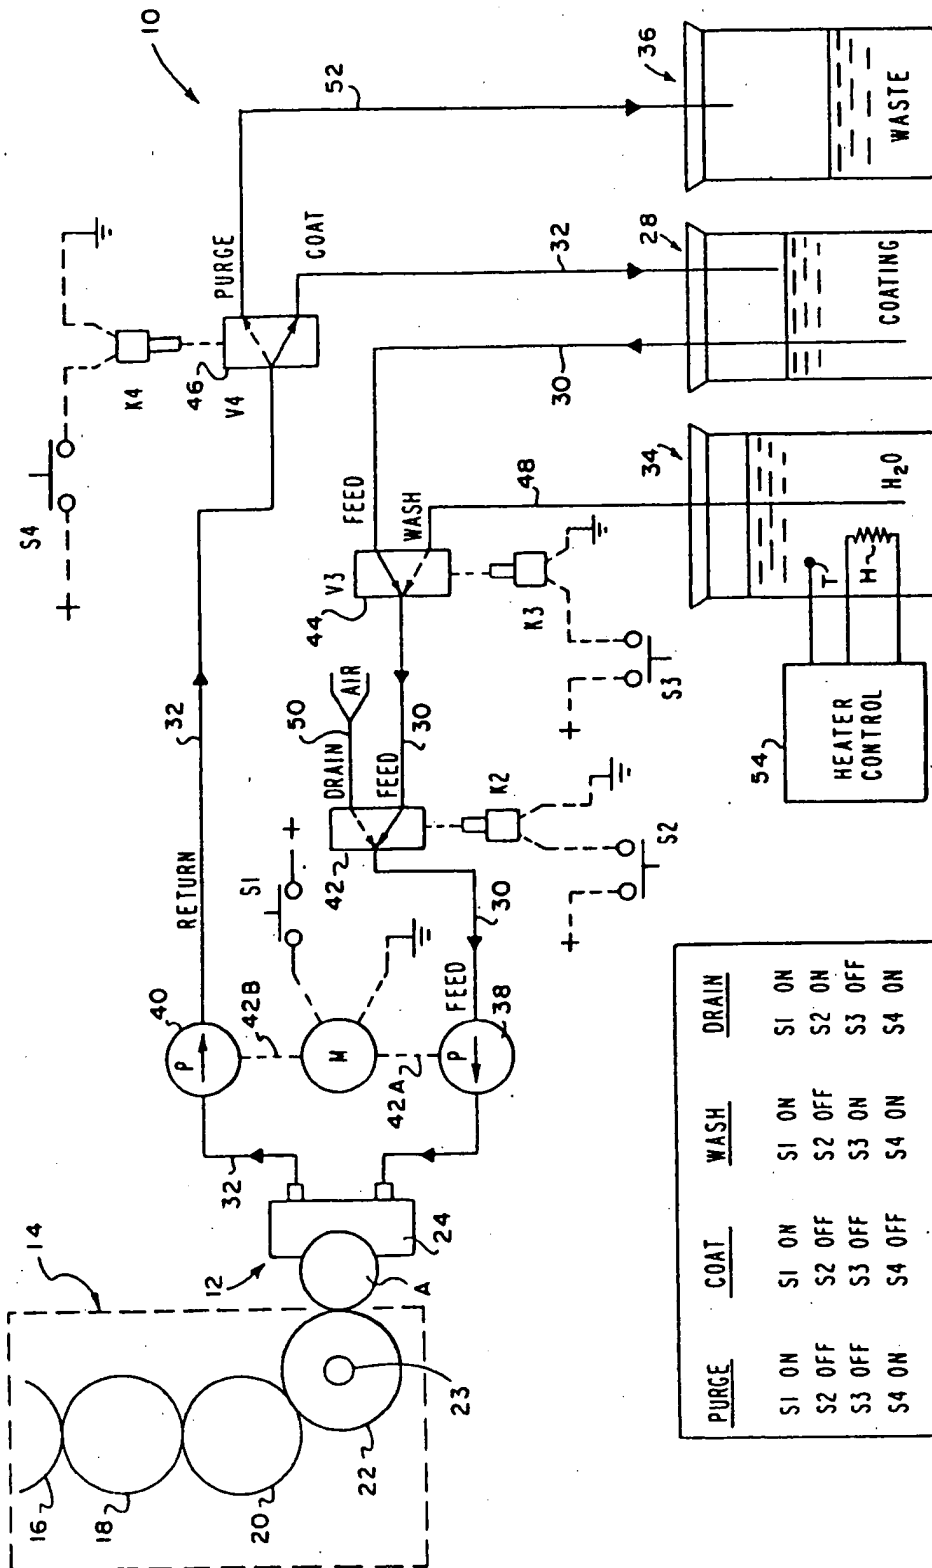 10
S4
K4
46
V4
PURGE
COAT
52
32
36
WASTE
28
COATING
30
34
H₂O
48
FEED
WASH
V3
44
K3
S3
T
H
54
HEATER
CONTROL
32
RETURN
50
AIR
DRAIN
FEED
30
42
K2
S2
S1
30
FEED
40
P
42B
M
42A
P
38
32
12
24
A
14
16
18
20
22
23
PURGE COAT WASH DRAIN
S1 ON S1 ON S1 ON S1 ON
S2 OFF S2 OFF S2 OFF S2 ON
S3 OFF S3 OFF S3 ON S3 OFF
S4 ON S4 OFF S4 ON S4 ON